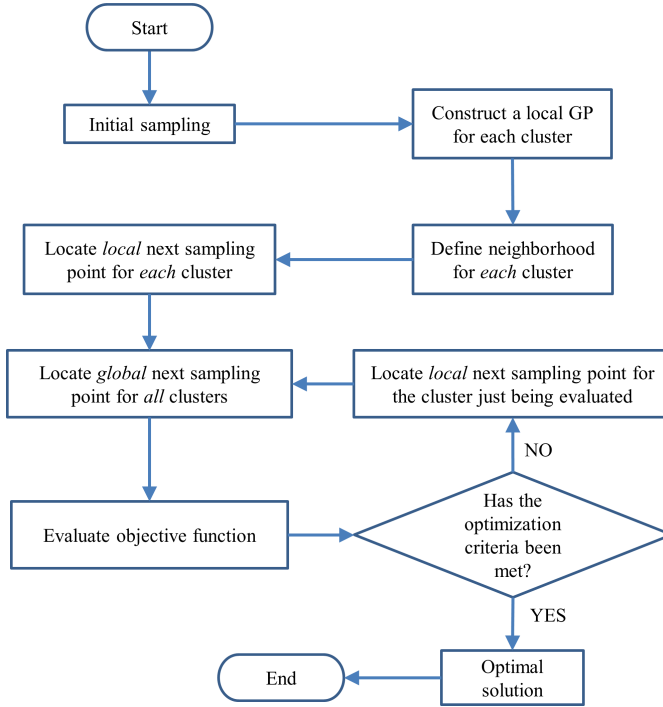 Start
Initial sampling
Construct a local GP
for each cluster
Define neighborhood
for each cluster
Locate local next sampling
point for each cluster
Locate global next sampling
point for all clusters
Locate local next sampling point for
the cluster just being evaluated
NO
Evaluate objective function
Has the
optimization
criteria been
met?
YES
Optimal
solution
End